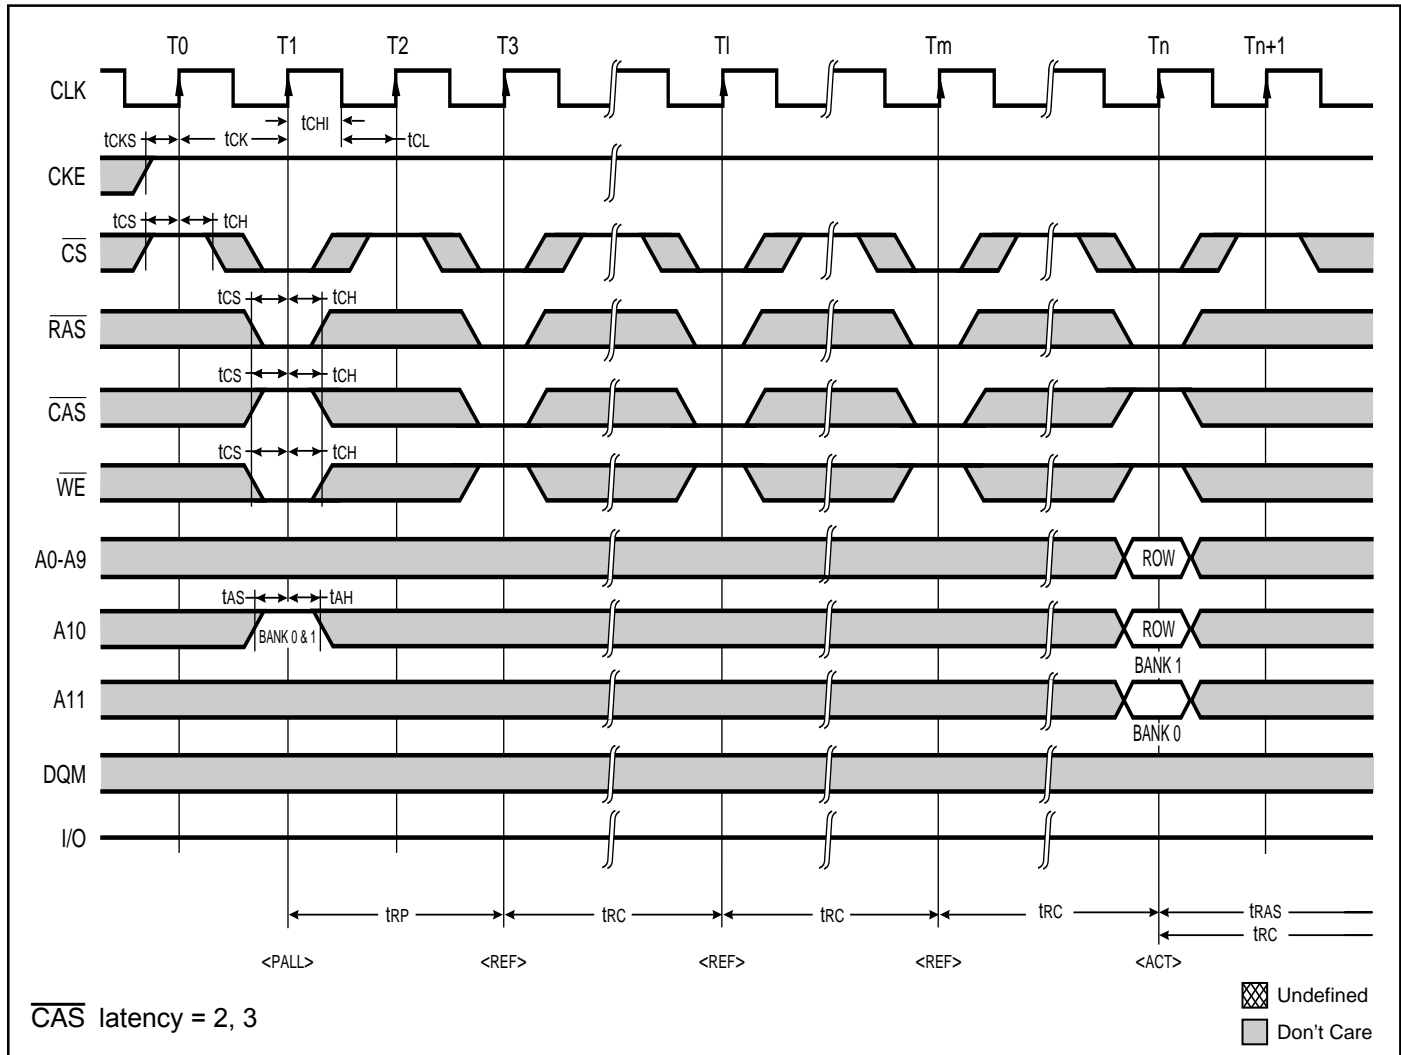 T0 T1 T2 T3 Tl Tm Tn Tn+1
CLK
tCHI
tCKS tCK tCL
CKE
tCS tCH
CS
tCS tCH
RAS
tCS tCH
CAS
tCS tCH
WE
A0-A9 ROW
tAS tAH
A10 BANK 0 & 1 ROW
BANK 1
A11
BANK 0
DQM
I/O
tRP tRC tRC tRC tRAS
tRC
<PALL> <REF> <REF> <REF> <ACT>
Undefined
CAS latency = 2, 3
Don't Care